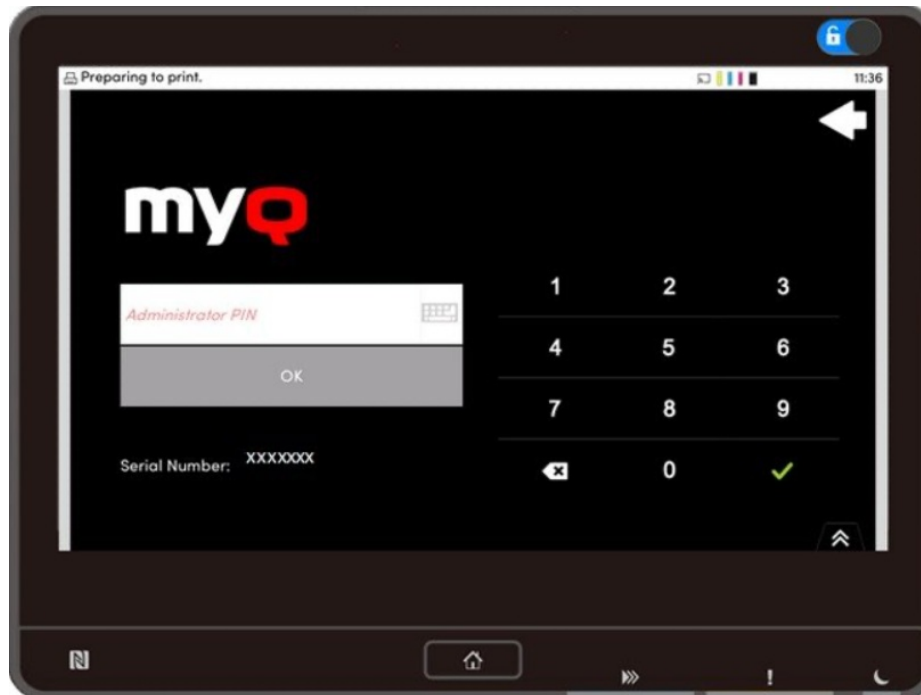 Preparing to print.
11:36
myQ
Administrator PIN
OK
Serial Number: XXXXXXX
1 2 3
4 5 6
7 8 9
0
!